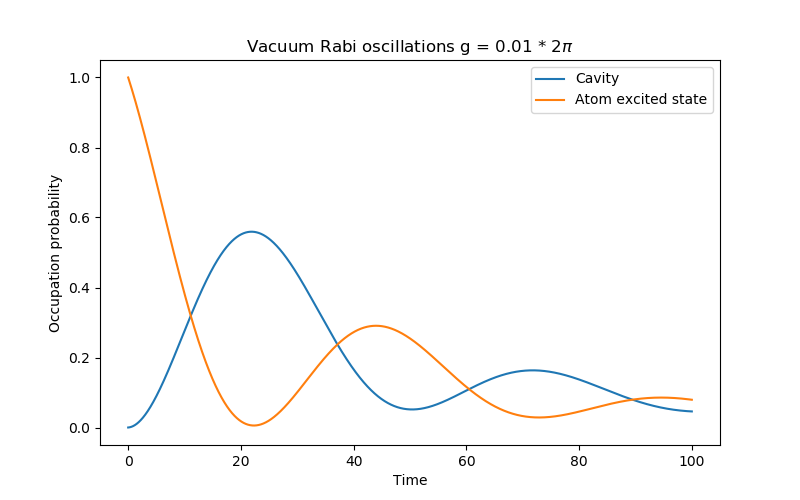 Vacuum Rabi oscillations g = 0.01 * 2π
Cavity
Atom excited state
Occupation probability
1.0
0.8
0.6
0.4
0.2
0.0
0 20 40 60 80 100
Time